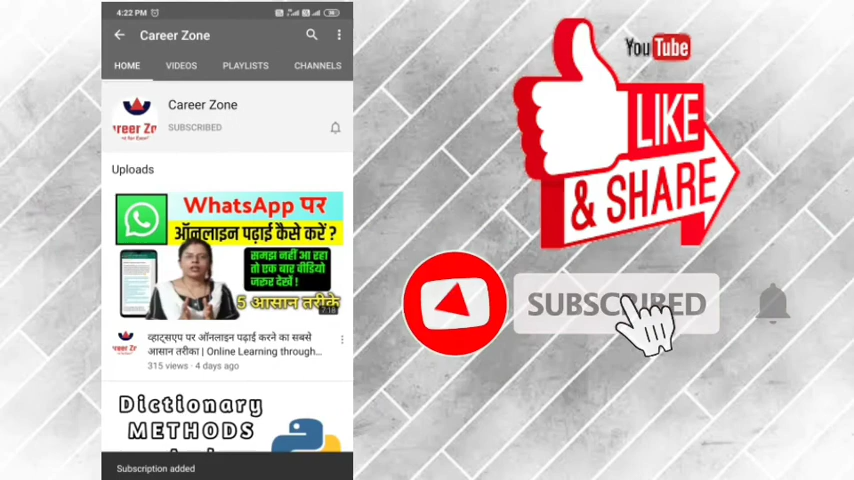 4:22 PM
Career Zone
HOME VIDEOS PLAYLISTS CHANNELS
Career Zone
SUBSCRIBED
Uploads
WhatsApp पर
ऑनलाइन पढ़ाई कैसे करें ?
समझ नहीं आ रहा
तो एक बार वीडियो
जरूर देखें !
5 आसान तरीके
7:18
व्हाट्सएप पर ऑनलाइन पढ़ाई करने का सबसे
आसान तरीका | Online Learning through...
315 views · 4 days ago
Dictionary
METHODS
Subscription added
YouTube
LIKE
& SHARE
SUBSCRIBED